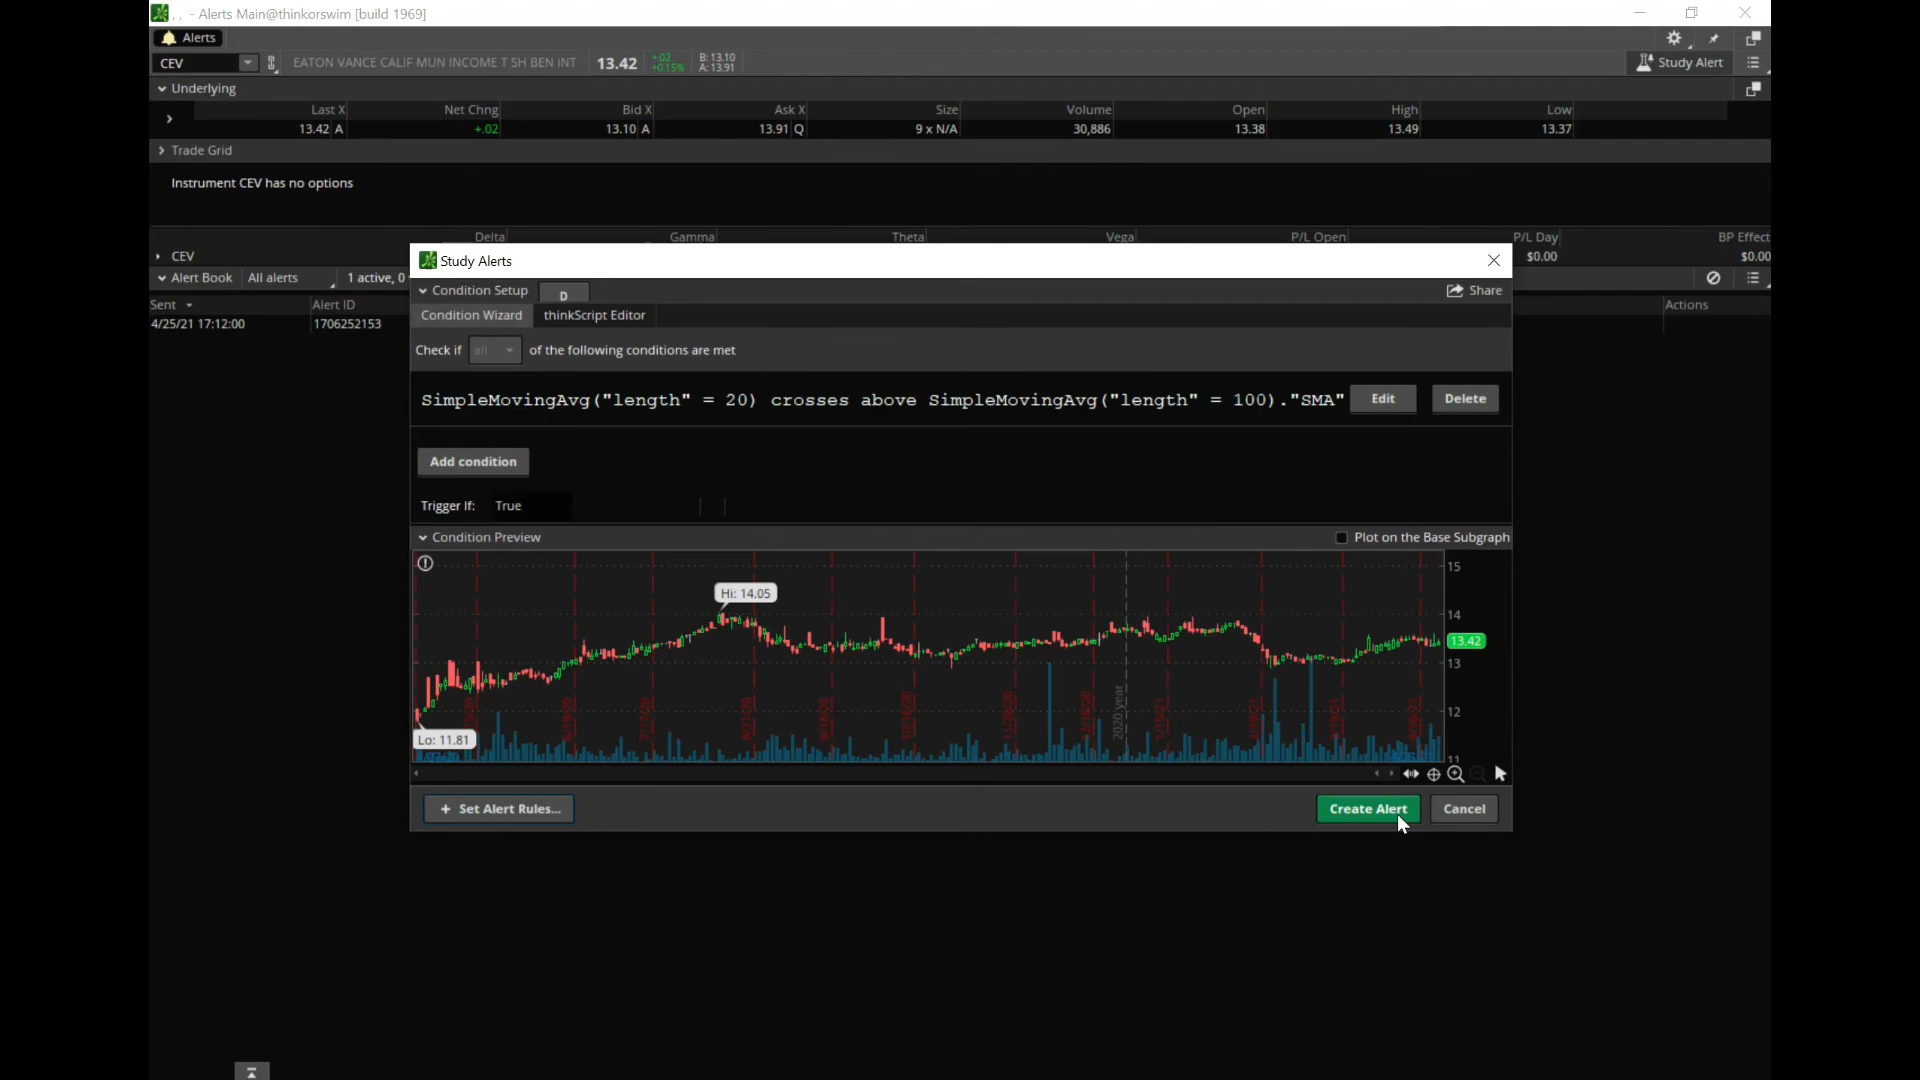 , , - Alerts Main@thinkorswim [build 1969]
Alerts
CEV EATON VANCE CALIF MUN INCOME T SH BEN INT 13.42 +.02 +0.15% B: 13.10 A: 13.91 Study Alert
Underlying
Last X Net Chng Bid X Ask X Size Volume Open High Low
13.42 A +.02 13.10 A 13.91 Q 9 x N/A 30,886 13.38 13.49 13.37
Trade Grid
Instrument CEV has no options
Delta Gamma Theta Vega P/L Open P/L Day BP Effect
CEV $0.00 $0.00
Alert Book All alerts 1 active, 0
Sent Alert ID Actions
4/25/21 17:12:00 1706252153
Study Alerts
Condition Setup D Share
Condition Wizard thinkScript Editor
Check if all of the following conditions are met
SimpleMovingAvg("length" = 20) crosses above SimpleMovingAvg("length" = 100)."SMA" Edit Delete
Add condition
Trigger If: True
Condition Preview Plot on the Base Subgraph
15
Hi: 14.05
14
13.42
13
12
2020 year
Lo: 11.81
11
+ Set Alert Rules... Create Alert Cancel